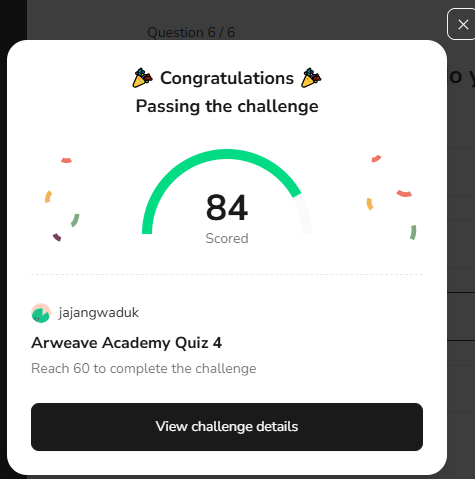 Question 6 / 6
🎉 Congratulations 🎉
Passing the challenge
84
Scored
jajangwaduk
Arweave Academy Quiz 4
Reach 60 to complete the challenge
View challenge details